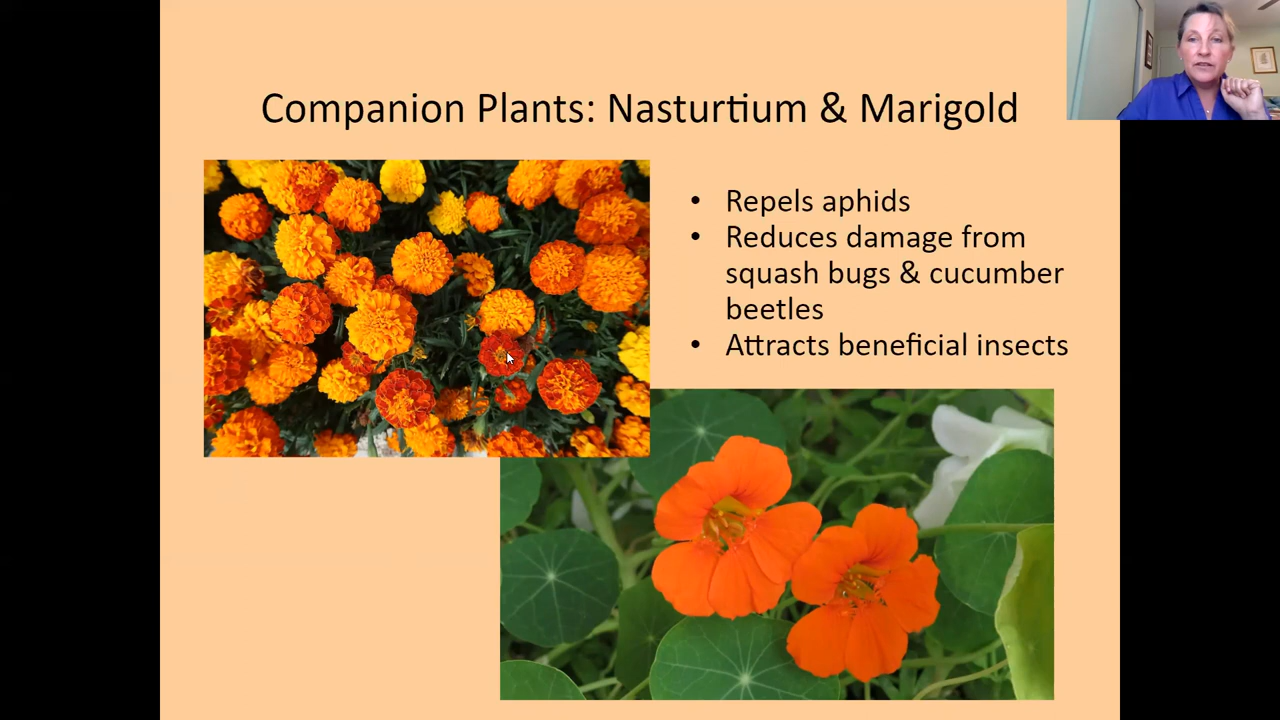 Companion Plants: Nasturtium & Marigold
• Repels aphids
• Reduces damage from
squash bugs & cucumber
beetles
• Attracts beneficial insects